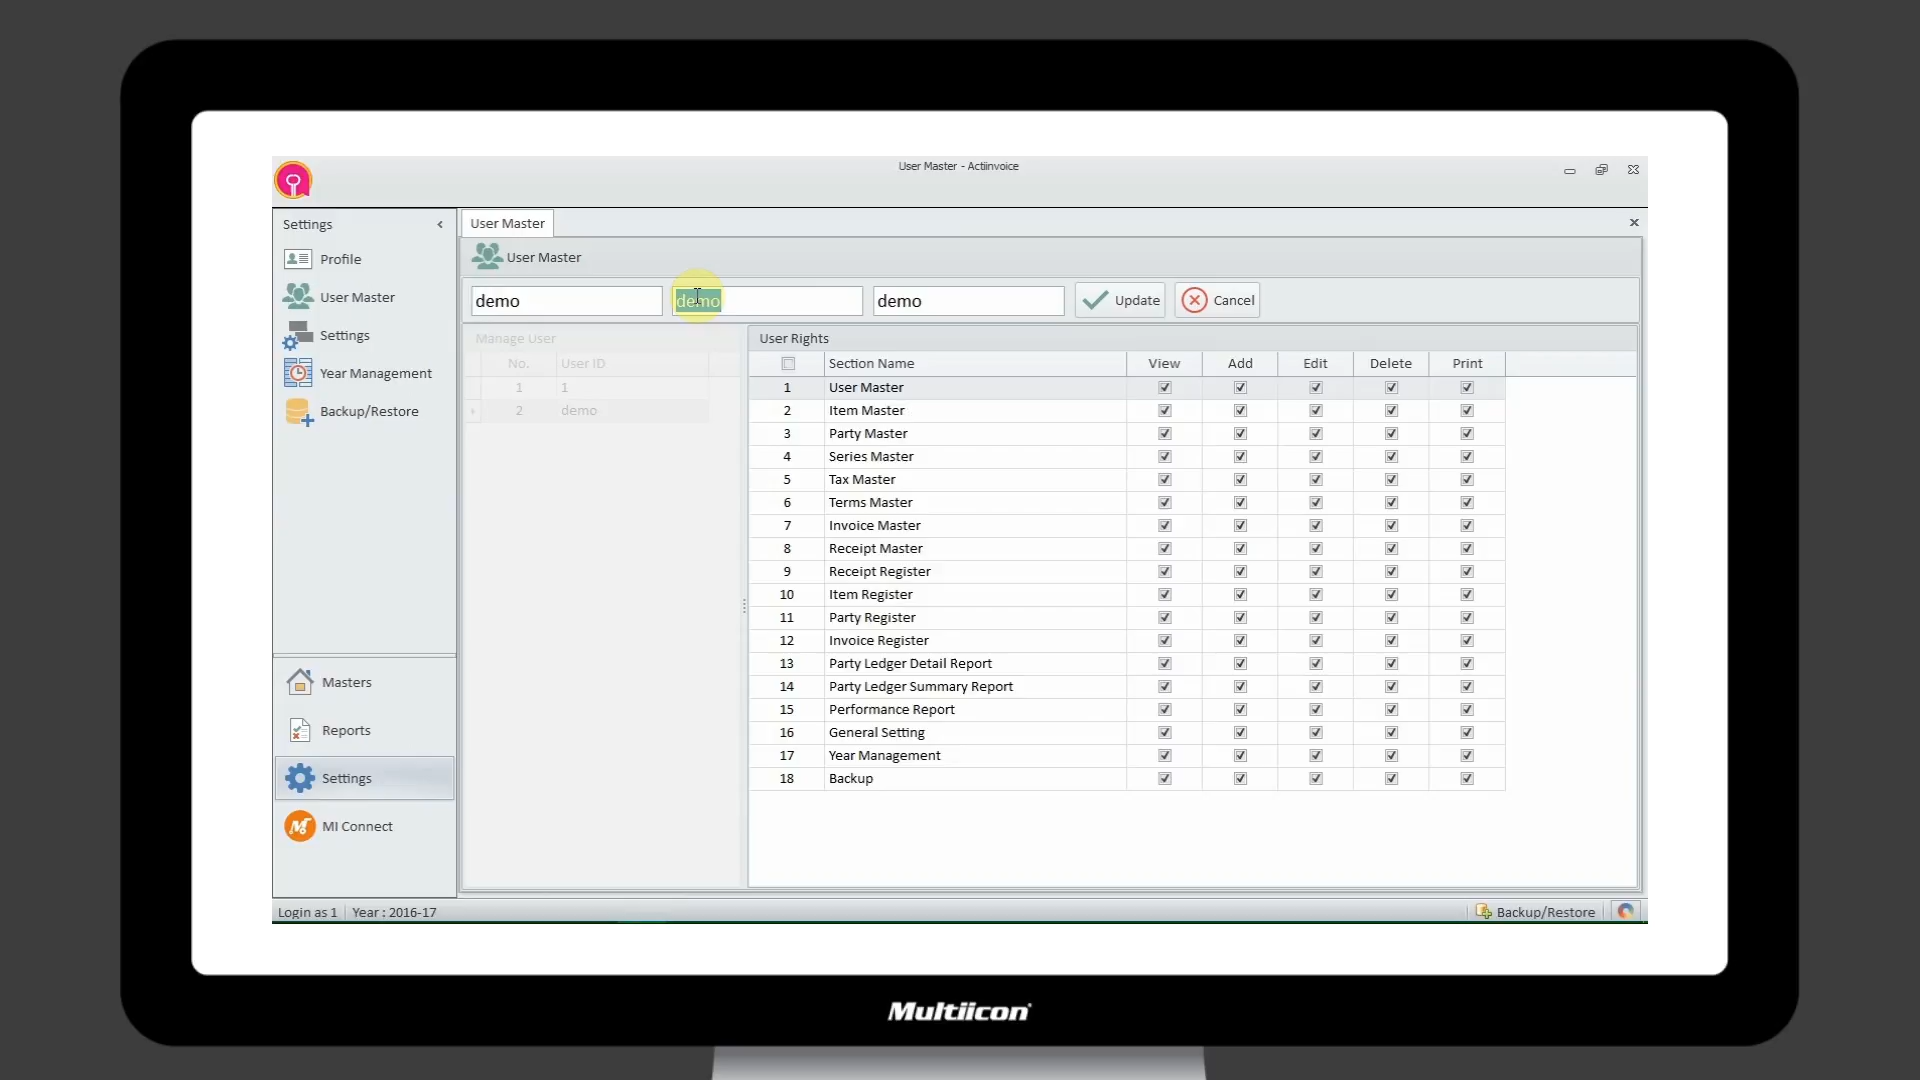 User Master - Actiinvoice
Settings
Profile
User Master
Settings
Year Management
Backup/Restore
Masters
Reports
Settings
MI Connect
User Master
User Master
demo demo demo Update Cancel
Manage User
No. User ID
1 1
2 demo
User Rights
Section Name View Add Edit Delete Print
1 User Master
2 Item Master
3 Party Master
4 Series Master
5 Tax Master
6 Terms Master
7 Invoice Master
8 Receipt Master
9 Receipt Register
10 Item Register
11 Party Register
12 Invoice Register
13 Party Ledger Detail Report
14 Party Ledger Summary Report
15 Performance Report
16 General Setting
17 Year Management
18 Backup
Login as 1 Year : 2016-17 Backup/Restore
Multiicon